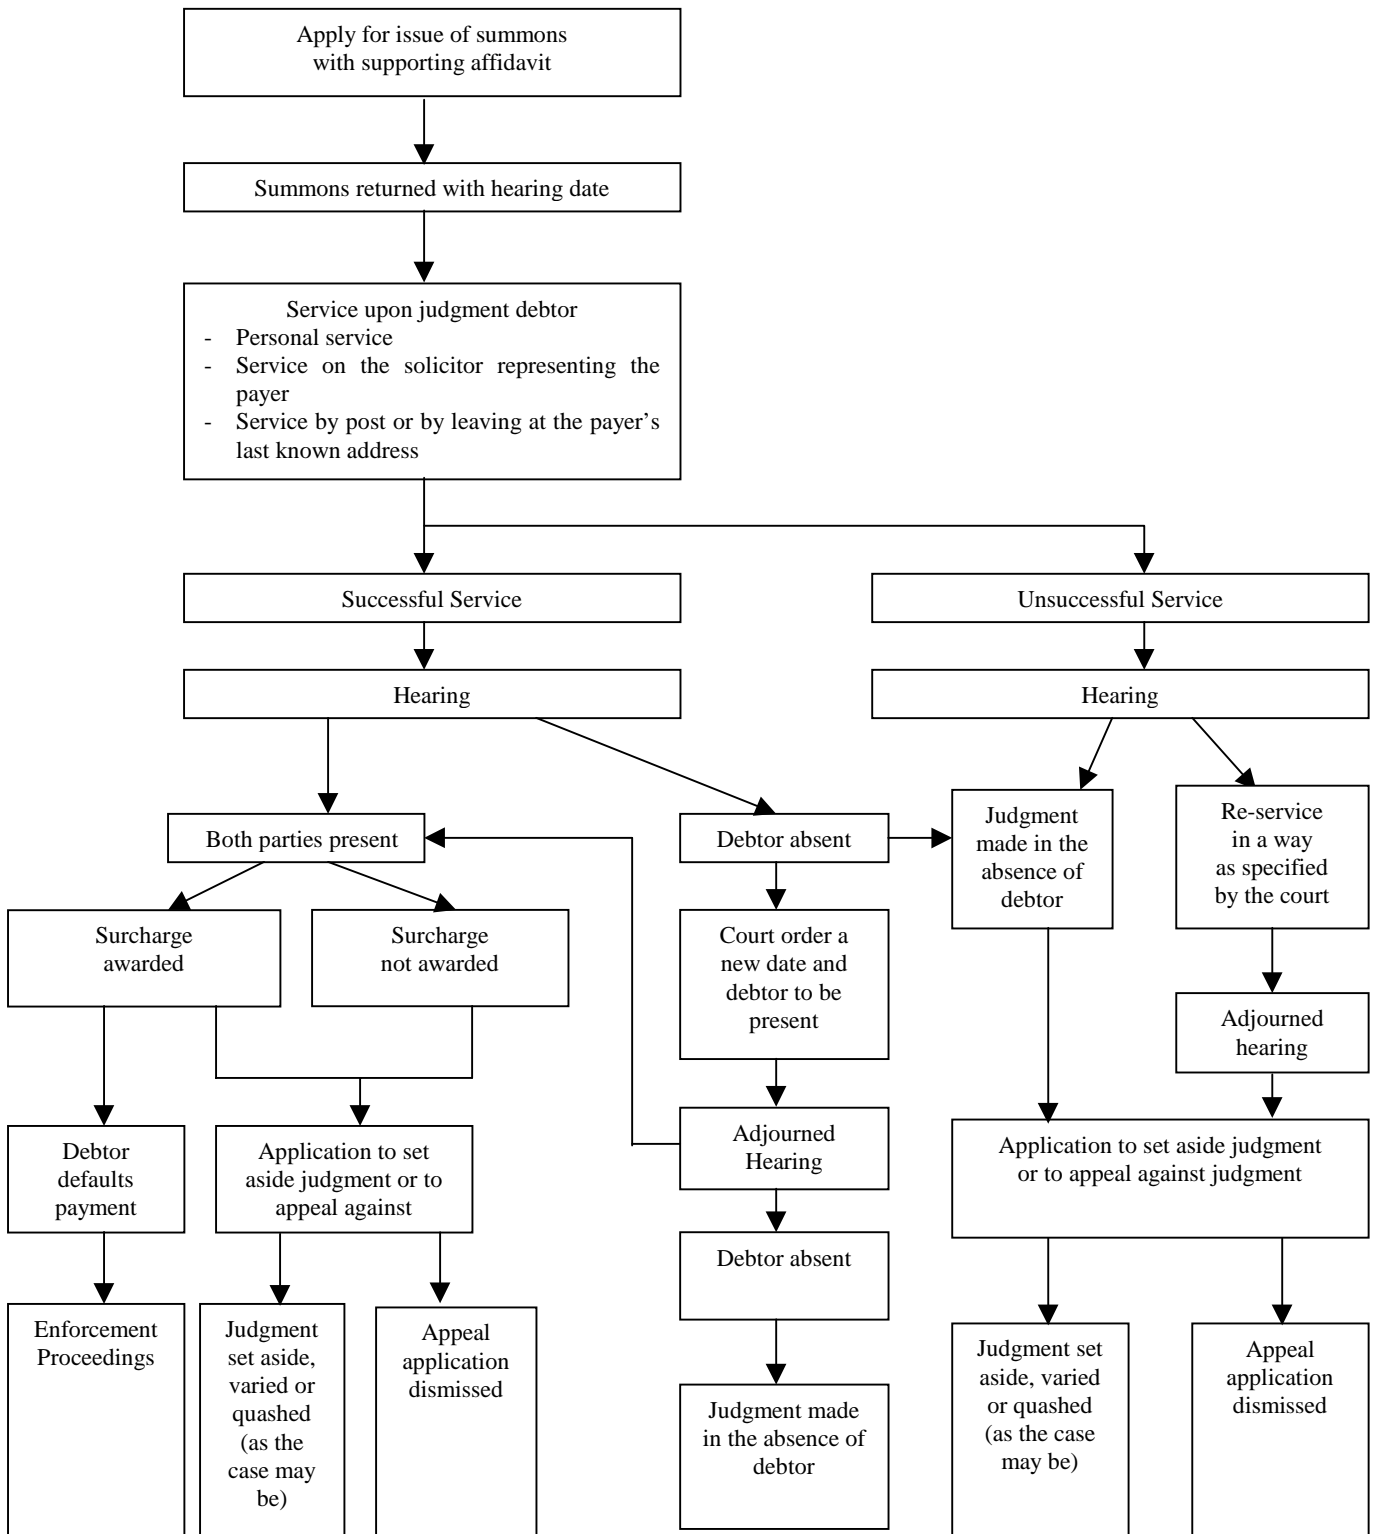 Apply for issue of summons
with supporting affidavit
Summons returned with hearing date
Service upon judgment debtor
- Personal service
- Service on the solicitor representing the
payer
- Service by post or by leaving at the payer's
last known address
Successful Service
Unsuccessful Service
Hearing
Hearing
Both parties present
Debtor absent
Judgment
made in the
absence of
debtor
Re-service
in a way
as specified
by the court
Surcharge
awarded
Surcharge
not awarded
Court order a
new date and
debtor to be
present
Adjourned
hearing
Debtor
defaults
payment
Application to set
aside judgment or to
appeal against
Adjourned
Hearing
Application to set aside judgment
or to appeal against judgment
Debtor absent
Enforcement
Proceedings
Judgment
set aside,
varied or
quashed
(as the
case may
be)
Appeal
application
dismissed
Judgment made
in the absence of
debtor
Judgment set
aside, varied
or quashed
(as the case
may be)
Appeal
application
dismissed